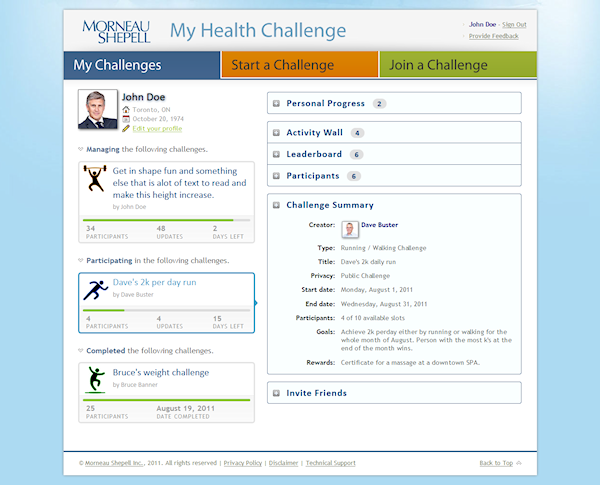 MORNEAU
SHEPELL
My Health Challenge
John Doe - Sign Out
Provide Feedback
My Challenges
Start a Challenge
Join a Challenge
John Doe
Toronto, ON
October 20, 1974
Edit your profile
Managing the following challenges.
Get in shape fun and something
else that is alot of text to read and
make this height increase.
by John Doe
34 48 2
PARTICIPANTS UPDATES DAYS LEFT
Participating in the following challenges.
Dave's 2k per day run
by Dave Buster
4 4 15
PARTICIPANTS UPDATES DAYS LEFT
Completed the following challenges.
Bruce's weight challenge
by Bruce Banner
25 August 19, 2011
PARTICIPANTS DATE COMPLETED
Personal Progress 2
Activity Wall 4
Leaderboard 6
Participants 6
Challenge Summary
Creator: Dave Buster
Type: Running / Walking Challenge
Title: Dave's 2k daily run
Privacy: Public Challenge
Start date: Monday, August 1, 2011
End date: Wednesday, August 31, 2011
Participants: 4 of 10 available slots
Goals: Achieve 2k perday either by running or walking for the
whole month of August. Person with the most k's at the
end of the month wins.
Rewards: Certificate for a massage at a downtown SPA.
Invite Friends
© Morneau Shepell Inc., 2011. All rights reserved | Privacy Policy | Disclaimer | Technical Support
Back to Top